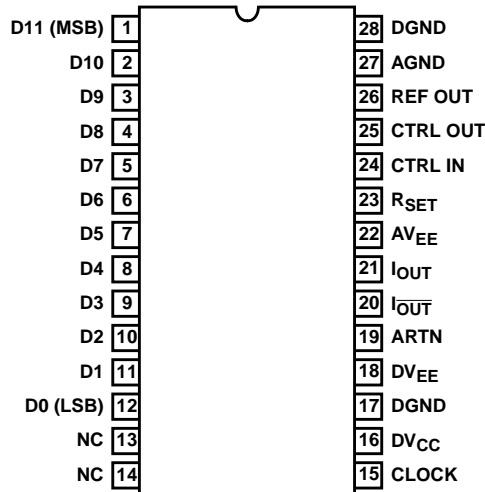 D11 (MSB) 1 28 DGND
D10 2 27 AGND
D9 3 26 REF OUT
D8 4 25 CTRL OUT
D7 5 24 CTRL IN
D6 6 23 RSET
D5 7 22 AVEE
D4 8 21 IOUT
D3 9 20 IOUT
D2 10 19 ARTN
D1 11 18 DVEE
D0 (LSB) 12 17 DGND
NC 13 16 DVCC
NC 14 15 CLOCK